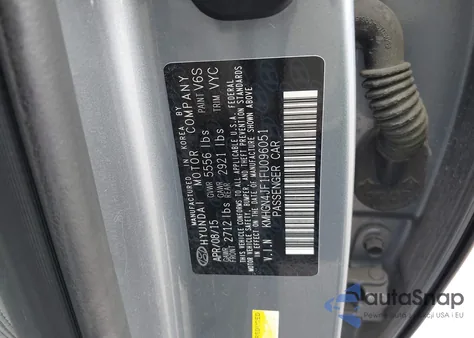 MANUFACTURED IN KOREA BY
HYUNDAI MOTOR COMPANY
PAINT V6S
APR/08/15 GVWR 5556 lbs TRIM VYC
GAWR FRONT 2712 lbs GAWR REAR 2921 lbs
THIS VEHICLE CONFORMS TO ALL APPLICABLE U.S. FEDERAL
MOTOR VEHICLE SAFETY, BUMPER, AND THEFT PREVENTION STANDARDS
IN EFFECT ON THE DATE OF MANUFACTURE SHOWN ABOVE.
V.I.N KMHGN4JF1FU096051
PASSENGER CAR
autoSnap